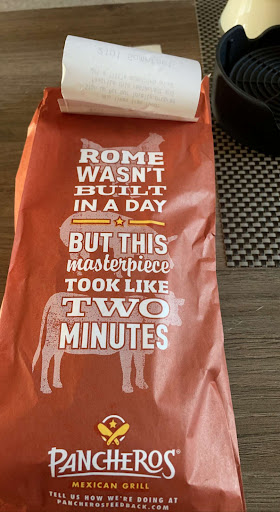 ROME
WASN'T
BUILT
IN A DAY
BUT THIS
masterpiece
TOOK LIKE
TWO
MINUTES
PANCHEROS®
MEXICAN GRILL
TELL US HOW WE'RE DOING AT
PANCHEROSFEEDBACK.COM